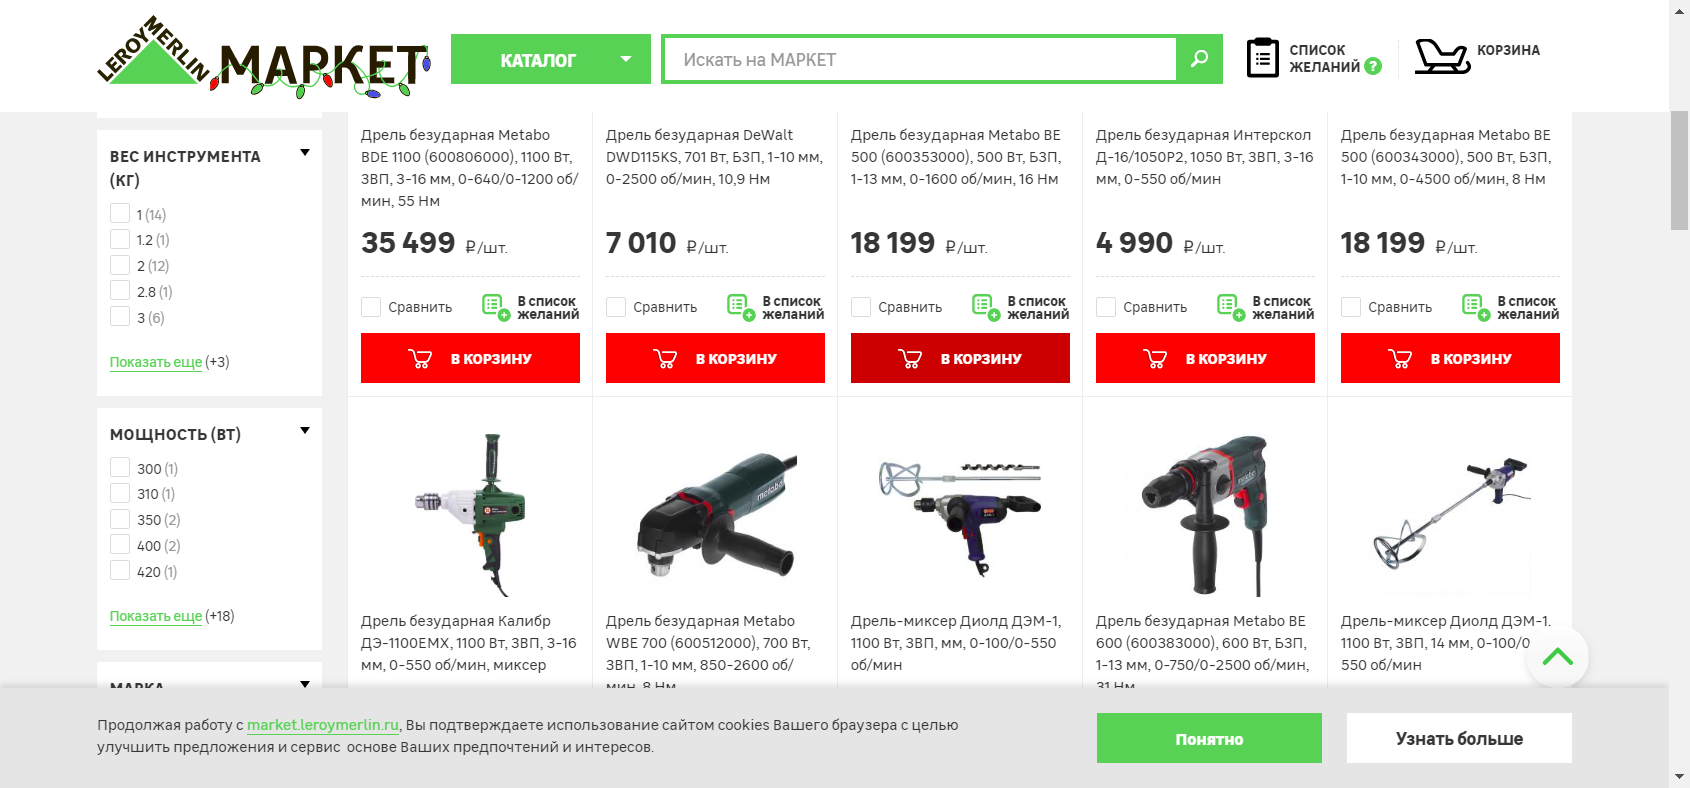 LEROY MERLIN МАРКЕТ
КАТАЛОГ
Искать на МАРКЕТ
СПИСОК
ЖЕЛАНИЙ ?
КОРЗИНА
ВЕС ИНСТРУМЕНТА
(КГ)
1 (14)
1.2 (1)
2 (12)
2.8 (1)
3 (6)
Показать еще (+3)
МОЩНОСТЬ (ВТ)
300 (1)
310 (1)
350 (2)
400 (2)
420 (1)
Показать еще (+18)
МАРКА
Дрель безударная Metabo
BDE 1100 (600806000), 1100 Вт,
ЗВП, 3-16 мм, 0-640/0-1200 об/
мин, 55 Нм
35 499 ₽/шт.
Сравнить
В список
желаний
В КОРЗИНУ
Дрель безударная DeWalt
DWD115KS, 701 Вт, БЗП, 1-10 мм,
0-2500 об/мин, 10,9 Нм
7 010 ₽/шт.
Сравнить
В список
желаний
В КОРЗИНУ
Дрель безударная Metabo BE
500 (600353000), 500 Вт, БЗП,
1-13 мм, 0-1600 об/мин, 16 Нм
18 199 ₽/шт.
Сравнить
В список
желаний
В КОРЗИНУ
Дрель безударная Интерскол
Д-16/1050Р2, 1050 Вт, ЗВП, 3-16
мм, 0-550 об/мин
4 990 ₽/шт.
Сравнить
В список
желаний
В КОРЗИНУ
Дрель безударная Metabo BE
500 (600343000), 500 Вт, БЗП,
1-10 мм, 0-4500 об/мин, 8 Нм
18 199 ₽/шт.
Сравнить
В список
желаний
В КОРЗИНУ
metabo
metabo
Дрель безударная Калибр
ДЭ-1100ЕМХ, 1100 Вт, ЗВП, 3-16
мм, 0-550 об/мин, миксер
Дрель безударная Metabo
WBE 700 (600512000), 700 Вт,
ЗВП, 1-10 мм, 850-2600 об/
мин, 8 Нм
Дрель-миксер Диолд ДЭМ-1,
1100 Вт, ЗВП, мм, 0-100/0-550
об/мин
Дрель безударная Metabo BE
600 (600383000), 600 Вт, БЗП,
1-13 мм, 0-750/0-2500 об/мин,
31 Нм
Дрель-миксер Диолд ДЭМ-1,
1100 Вт, ЗВП, 14 мм, 0-100/0-
550 об/мин
Продолжая работу с market.leroymerlin.ru, Вы подтверждаете использование сайтом cookies Вашего браузера с целью
улучшить предложения и сервис основе Ваших предпочтений и интересов.
Понятно
Узнать больше